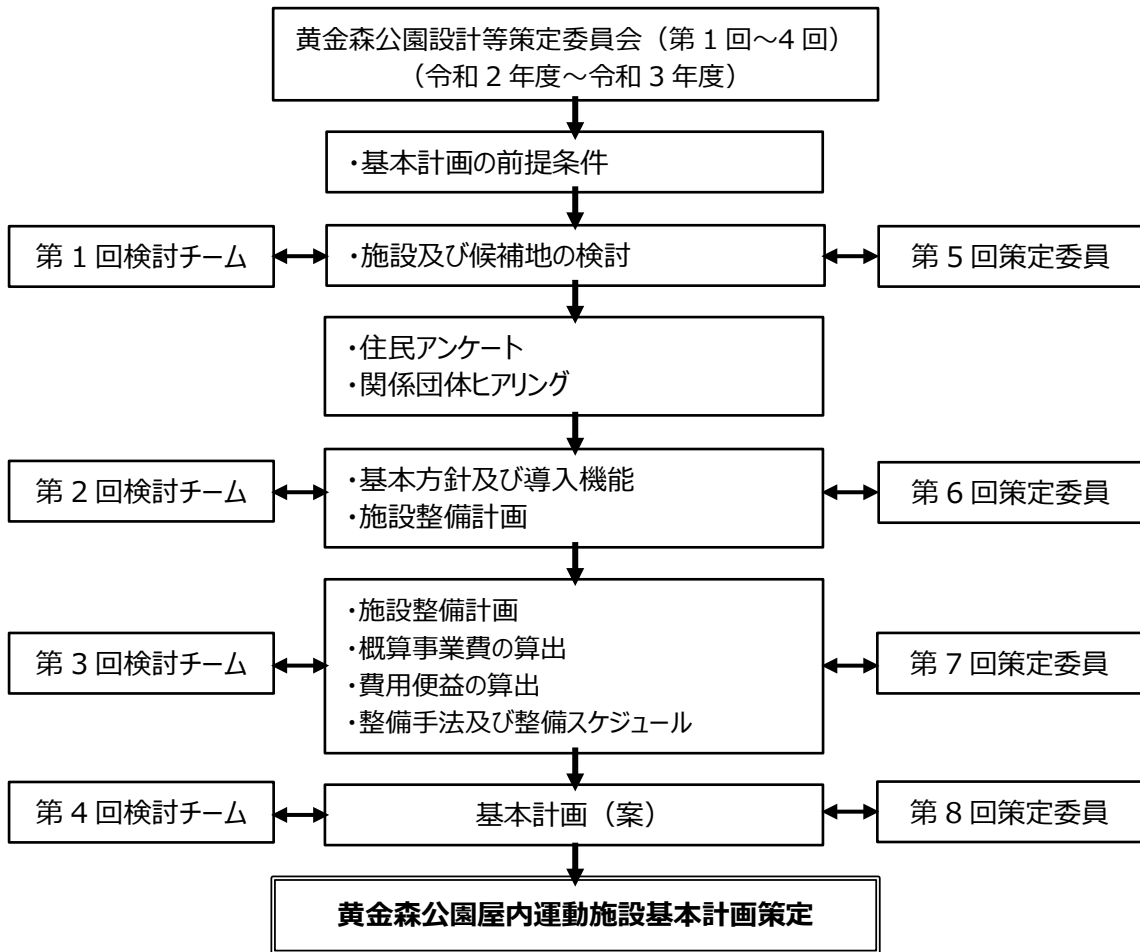 黄金森公園設計等策定委員会（第１回～４回）
（令和２年度～令和３年度）
・基本計画の前提条件
第１回検討チーム
・施設及び候補地の検討
第５回策定委員
・住民アンケート
・関係団体ヒアリング
第２回検討チーム
・基本方針及び導入機能
・施設整備計画
第６回策定委員
第３回検討チーム
・施設整備計画
・概算事業費の算出
・費用便益の算出
・整備手法及び整備スケジュール
第７回策定委員
第４回検討チーム
基本計画（案）
第８回策定委員
黄金森公園屋内運動施設基本計画策定